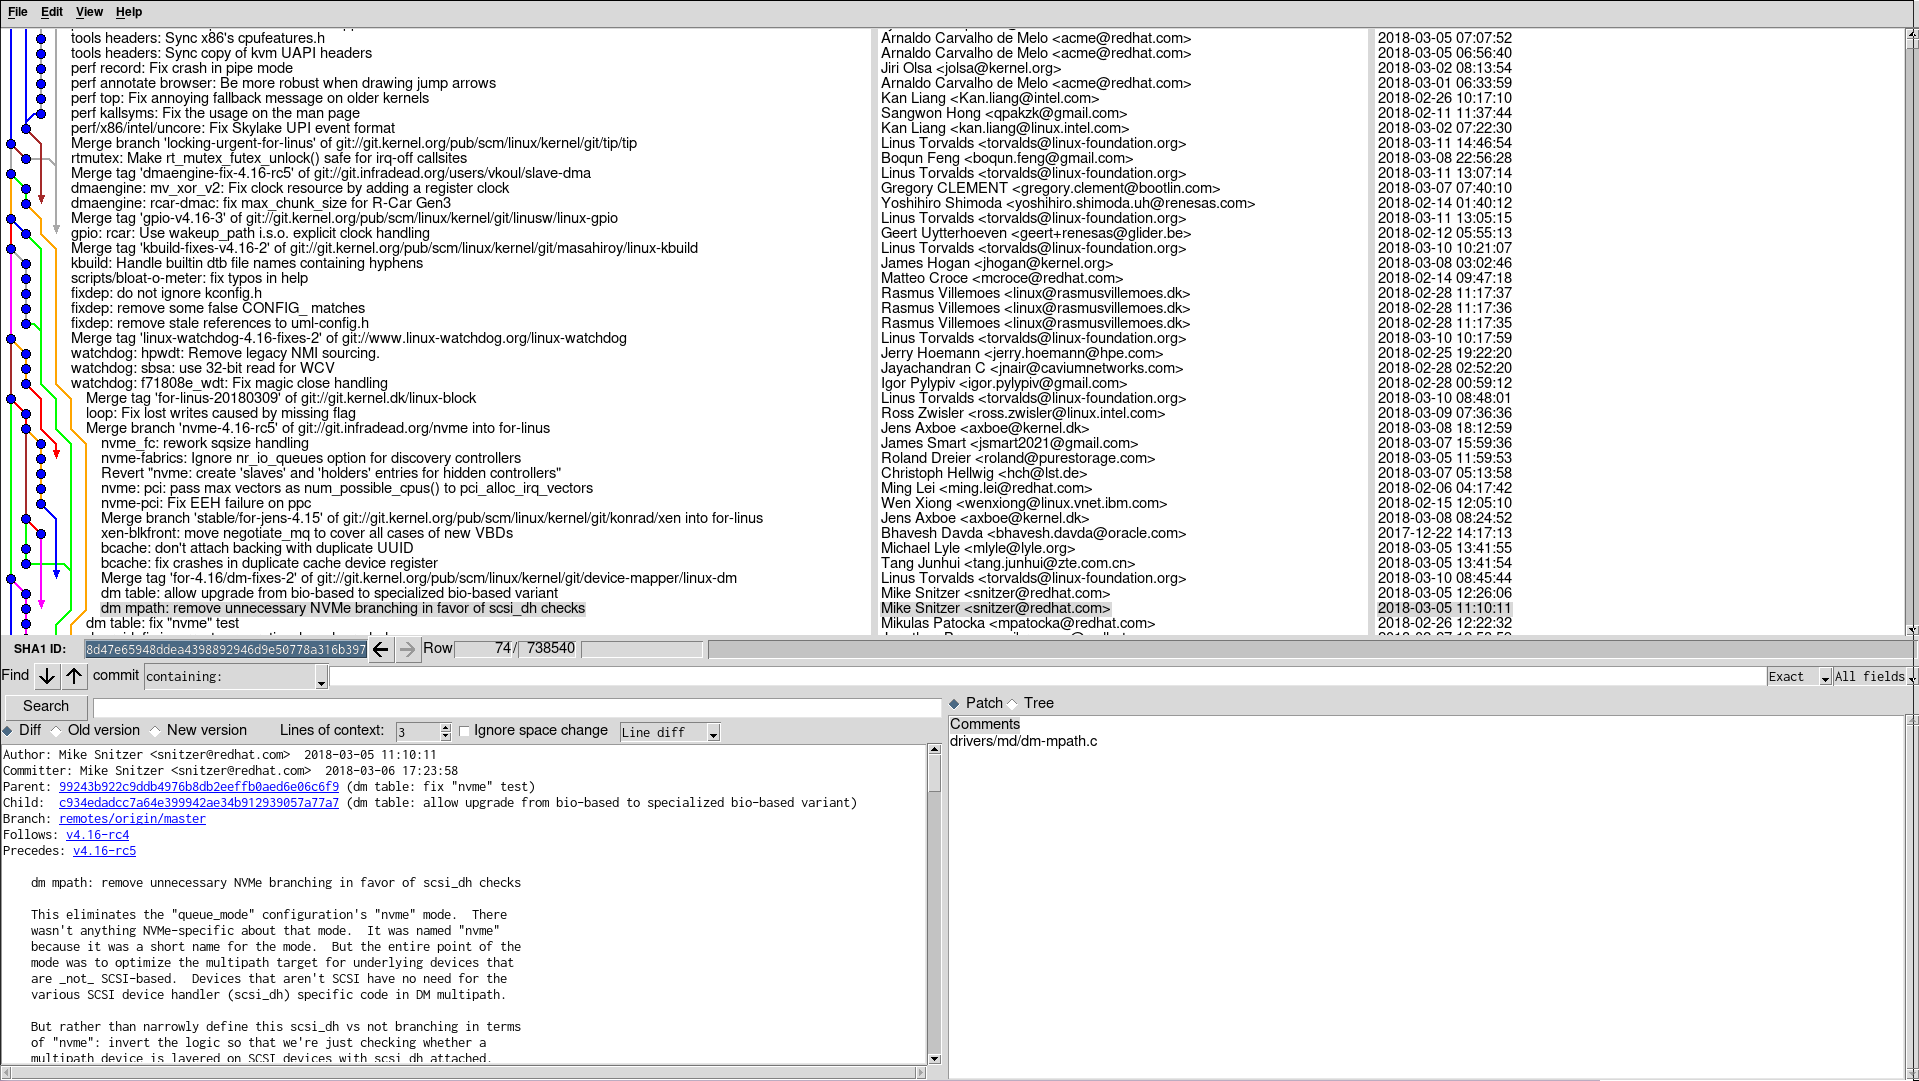 File Edit View Help
tools headers: Sync x86's cpufeatures.h Arnaldo Carvalho de Melo <acme@redhat.com> 2018-03-05 07:07:52
tools headers: Sync copy of kvm UAPI headers Arnaldo Carvalho de Melo <acme@redhat.com> 2018-03-05 06:56:40
perf record: Fix crash in pipe mode Jiri Olsa <jolsa@kernel.org> 2018-03-02 08:13:54
perf annotate browser: Be more robust when drawing jump arrows Arnaldo Carvalho de Melo <acme@redhat.com> 2018-03-01 06:33:59
perf top: Fix annoying fallback message on older kernels Kan Liang <Kan.liang@intel.com> 2018-02-26 10:17:10
perf kallsyms: Fix the usage on the man page Sangwon Hong <qpakzk@gmail.com> 2018-02-11 11:37:44
perf/x86/intel/uncore: Fix Skylake UPI event format Kan Liang <kan.liang@linux.intel.com> 2018-03-02 07:22:30
Merge branch 'locking-urgent-for-linus' of git://git.kernel.org/pub/scm/linux/kernel/git/tip/tip Linus Torvalds <torvalds@linux-foundation.org> 2018-03-11 14:46:54
rtmutex: Make rt_mutex_futex_unlock() safe for irq-off callsites Boqun Feng <boqun.feng@gmail.com> 2018-03-08 22:56:28
Merge tag 'dmaengine-fix-4.16-rc5' of git://git.infradead.org/users/vkoul/slave-dma Linus Torvalds <torvalds@linux-foundation.org> 2018-03-11 13:07:14
dmaengine: mv_xor_v2: Fix clock resource by adding a register clock Gregory CLEMENT <gregory.clement@bootlin.com> 2018-03-07 07:40:10
dmaengine: rcar-dmac: fix max_chunk_size for R-Car Gen3 Yoshihiro Shimoda <yoshihiro.shimoda.uh@renesas.com> 2018-02-14 01:40:12
Merge tag 'gpio-v4.16-3' of git://git.kernel.org/pub/scm/linux/kernel/git/linusw/linux-gpio Linus Torvalds <torvalds@linux-foundation.org> 2018-03-11 13:05:15
gpio: rcar: Use wakeup_path i.s.o. explicit clock handling Geert Uytterhoeven <geert+renesas@glider.be> 2018-02-12 05:55:13
Merge tag 'kbuild-fixes-v4.16-2' of git://git.kernel.org/pub/scm/linux/kernel/git/masahiroy/linux-kbuild Linus Torvalds <torvalds@linux-foundation.org> 2018-03-10 10:21:07
kbuild: Handle builtin dtb file names containing hyphens James Hogan <jhogan@kernel.org> 2018-03-08 03:02:46
scripts/bloat-o-meter: fix typos in help Matteo Croce <mcroce@redhat.com> 2018-02-14 09:47:18
fixdep: do not ignore kconfig.h Rasmus Villemoes <linux@rasmusvillemoes.dk> 2018-02-28 11:17:37
fixdep: remove some false CONFIG_ matches Rasmus Villemoes <linux@rasmusvillemoes.dk> 2018-02-28 11:17:36
fixdep: remove stale references to uml-config.h Rasmus Villemoes <linux@rasmusvillemoes.dk> 2018-02-28 11:17:35
Merge tag 'linux-watchdog-4.16-fixes-2' of git://www.linux-watchdog.org/linux-watchdog Linus Torvalds <torvalds@linux-foundation.org> 2018-03-10 10:17:59
watchdog: hpwdt: Remove legacy NMI sourcing. Jerry Hoemann <jerry.hoemann@hpe.com> 2018-02-25 19:22:20
watchdog: sbsa: use 32-bit read for WCV Jayachandran C <jnair@caviumnetworks.com> 2018-02-28 02:52:20
watchdog: f71808e_wdt: Fix magic close handling Igor Pylypiv <igor.pylypiv@gmail.com> 2018-02-28 00:59:12
Merge tag 'for-linus-20180309' of git://git.kernel.dk/linux-block Linus Torvalds <torvalds@linux-foundation.org> 2018-03-10 08:48:01
loop: Fix lost writes caused by missing flag Ross Zwisler <ross.zwisler@linux.intel.com> 2018-03-09 07:36:36
Merge branch 'nvme-4.16-rc5' of git://git.infradead.org/nvme into for-linus Jens Axboe <axboe@kernel.dk> 2018-03-08 18:12:59
nvme_fc: rework sqsize handling James Smart <jsmart2021@gmail.com> 2018-03-07 15:59:36
nvme-fabrics: Ignore nr_io_queues option for discovery controllers Roland Dreier <roland@purestorage.com> 2018-03-05 11:59:53
Revert "nvme: create 'slaves' and 'holders' entries for hidden controllers" Christoph Hellwig <hch@lst.de> 2018-03-07 05:13:58
nvme: pci: pass max vectors as num_possible_cpus() to pci_alloc_irq_vectors Ming Lei <ming.lei@redhat.com> 2018-02-06 04:17:42
nvme-pci: Fix EEH failure on ppc Wen Xiong <wenxiong@linux.vnet.ibm.com> 2018-02-15 12:05:10
Merge branch 'stable/for-jens-4.15' of git://git.kernel.org/pub/scm/linux/kernel/git/konrad/xen into for-linus Jens Axboe <axboe@kernel.dk> 2018-03-08 08:24:52
xen-blkfront: move negotiate_mq to cover all cases of new VBDs Bhavesh Davda <bhavesh.davda@oracle.com> 2017-12-22 14:17:13
bcache: don't attach backing with duplicate UUID Michael Lyle <mlyle@lyle.org> 2018-03-05 13:41:55
bcache: fix crashes in duplicate cache device register Tang Junhui <tang.junhui@zte.com.cn> 2018-03-05 13:41:54
Merge tag 'for-4.16/dm-fixes-2' of git://git.kernel.org/pub/scm/linux/kernel/git/device-mapper/linux-dm Linus Torvalds <torvalds@linux-foundation.org> 2018-03-10 08:45:44
dm table: allow upgrade from bio-based to specialized bio-based variant Mike Snitzer <snitzer@redhat.com> 2018-03-05 12:26:06
dm mpath: remove unnecessary NVMe branching in favor of scsi_dh checks Mike Snitzer <snitzer@redhat.com> 2018-03-05 11:10:11
dm table: fix "nvme" test Mikulas Patocka <mpatocka@redhat.com> 2018-02-26 12:22:32
SHA1 ID: 8d47e65948ddea4398892946d9e50778a316b397 Row 74 / 738540
Find commit containing: Exact All fields
Search
Diff Old version New version Lines of context: 3 Ignore space change Line diff
Author: Mike Snitzer <snitzer@redhat.com> 2018-03-05 11:10:11
Committer: Mike Snitzer <snitzer@redhat.com> 2018-03-06 17:23:58
Parent: 99243b922c9ddb4976b8db2eeffb0aed6e06c6f9 (dm table: fix "nvme" test)
Child: c934edadcc7a64e399942ae34b912939057a77a7 (dm table: allow upgrade from bio-based to specialized bio-based variant)
Branch: remotes/origin/master
Follows: v4.16-rc4
Precedes: v4.16-rc5
dm mpath: remove unnecessary NVMe branching in favor of scsi_dh checks
This eliminates the "queue_mode" configuration's "nvme" mode. There
wasn't anything NVMe-specific about that mode. It was named "nvme"
because it was a short name for the mode. But the entire point of the
mode was to optimize the multipath target for underlying devices that
are _not_ SCSI-based. Devices that aren't SCSI have no need for the
various SCSI device handler (scsi_dh) specific code in DM multipath.
But rather than narrowly define this scsi_dh vs not branching in terms
of "nvme": invert the logic so that we're just checking whether a
multipath device is layered on SCSI devices with scsi_dh attached.
Patch Tree
Comments
drivers/md/dm-mpath.c